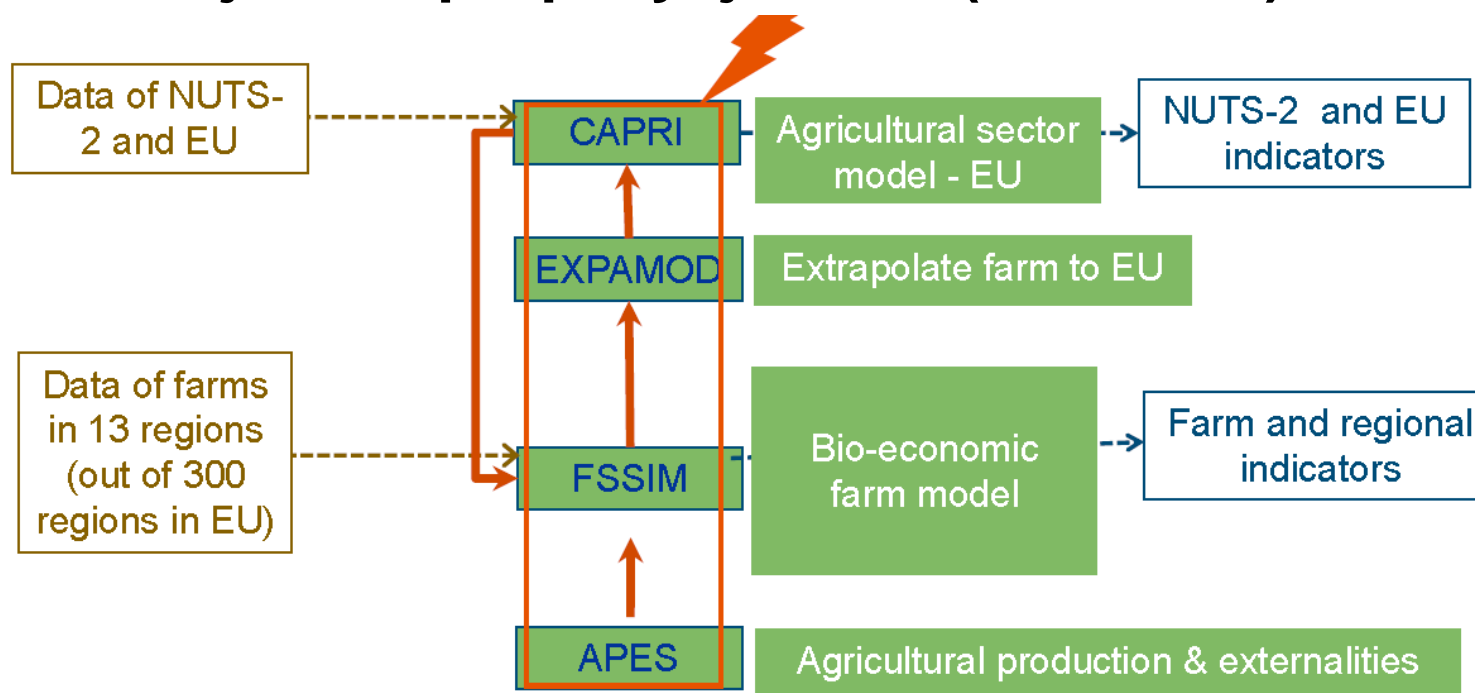 Data of NUTS-
2 and EU
CAPRI
Agricultural sector
model - EU
NUTS-2 and EU
indicators
EXPAMOD
Extrapolate farm to EU
Data of farms
in 13 regions
(out of 300
regions in EU)
FSSIM
Bio-economic
farm model
Farm and regional
indicators
APES
Agricultural production & externalities